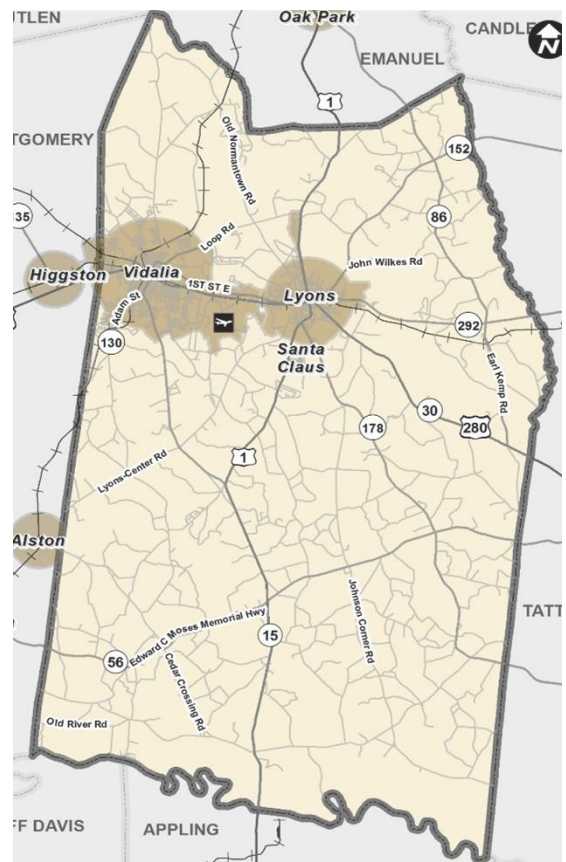 UTLEN
Oak Park
CANDLE
N
EMANUEL
1
TGOMERY
Old Normantown Rd
152
35
86
Loop Rd
Higgston
Vidalia
John Wilkes Rd
1ST ST E
Lyons
Adam St
292
130
Santa
Claus
Earl Kemp Rd
30
178
280
1
Lyons-Center Rd
Alston
Johnson Corner Rd
TATT
Edward C Moses Memorial Hwy
15
56
Cedar Crossing Rd
Old River Rd
FF DAVIS
APPLING